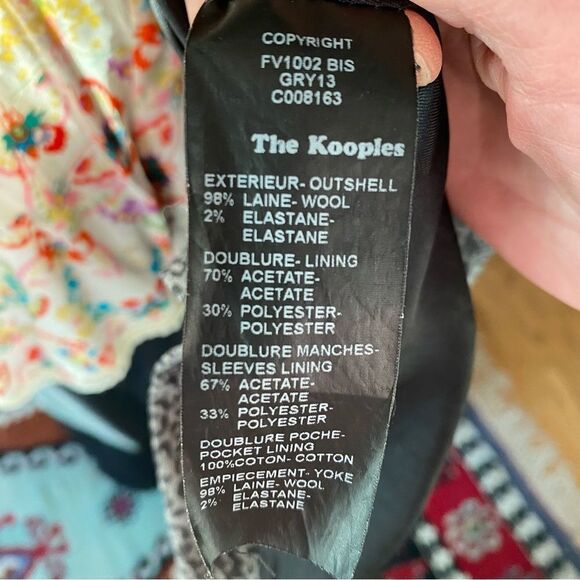 COPYRIGHT
FV1002 BIS
GRY13
C008163
The Kooples
EXTERIEUR- OUTSHELL
98% LAINE- WOOL
2% ELASTANE-
ELASTANE
DOUBLURE- LINING
70% ACETATE-
ACETATE
30% POLYESTER-
POLYESTER
DOUBLURE MANCHES-
SLEEVES LINING
67% ACETATE-
ACETATE
33% POLYESTER-
POLYESTER
DOUBLURE POCHE-
POCKET LINING
100%COTON- COTTON
EMPIECEMENT- YOKE
98% LAINE- WOOL
2% ELASTANE-
ELASTANE